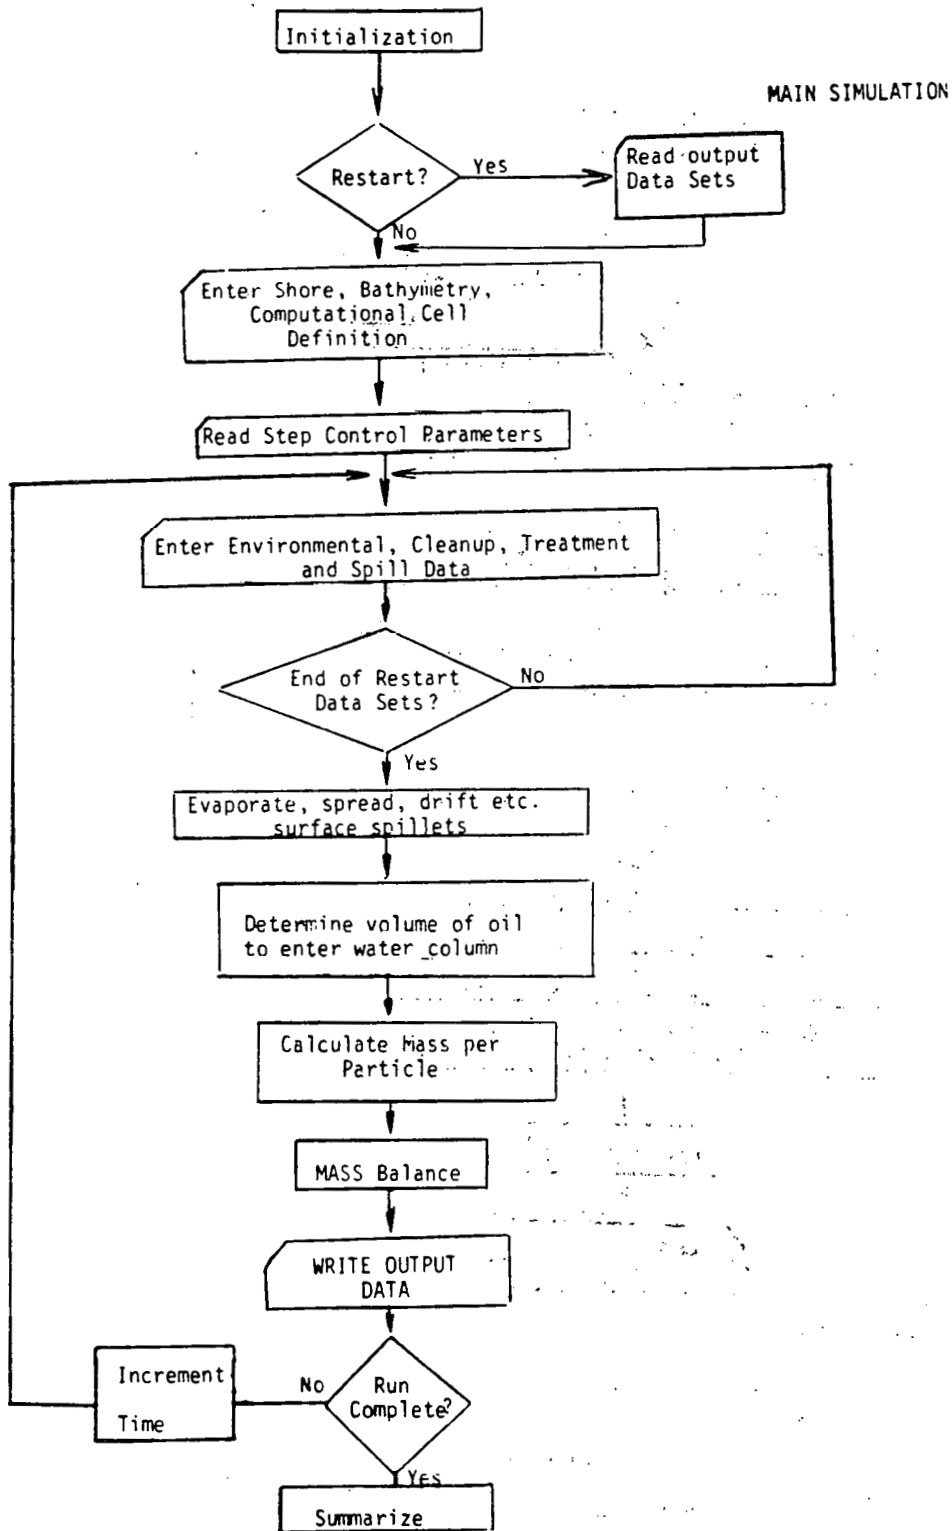 Initialization
MAIN SIMULATION
Restart?
Yes
Read output
Data Sets
No
Enter Shore, Bathymetry,
Computational Cell
Definition
Read Step Control Parameters
Enter Environmental, Cleanup, Treatment
and Spill Data
End of Restart
Data Sets?
No
Yes
Evaporate, spread, drift etc.
surface spillets
Determine volume of oil
to enter water column
Calculate Mass per
Particle
MASS Balance
WRITE OUTPUT
DATA
Increment
Time
No
Run
Complete?
Yes
Summarize